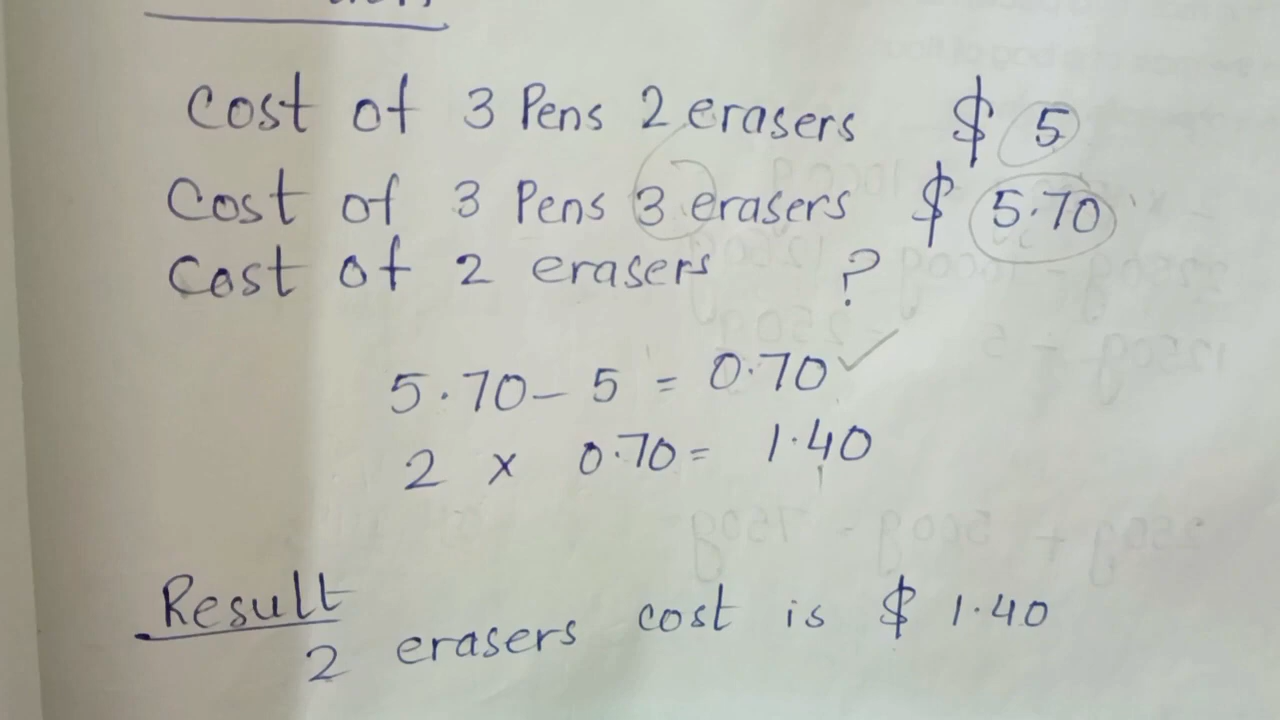 Cost of 3 Pens 2 erasers $ 5
Cost of 3 Pens 3 erasers $ 5.70
Cost of 2 erasers ?
5.70 - 5 = 0.70 ✓
2 x 0.70 = 1.40
Result
2 erasers cost is $ 1.40